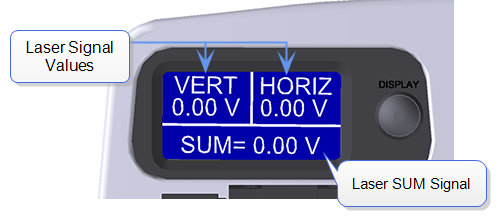 Laser Signal
Values
VERT HORIZ
0.00 V 0.00 V
SUM= 0.00 V
DISPLAY
Laser SUM Signal